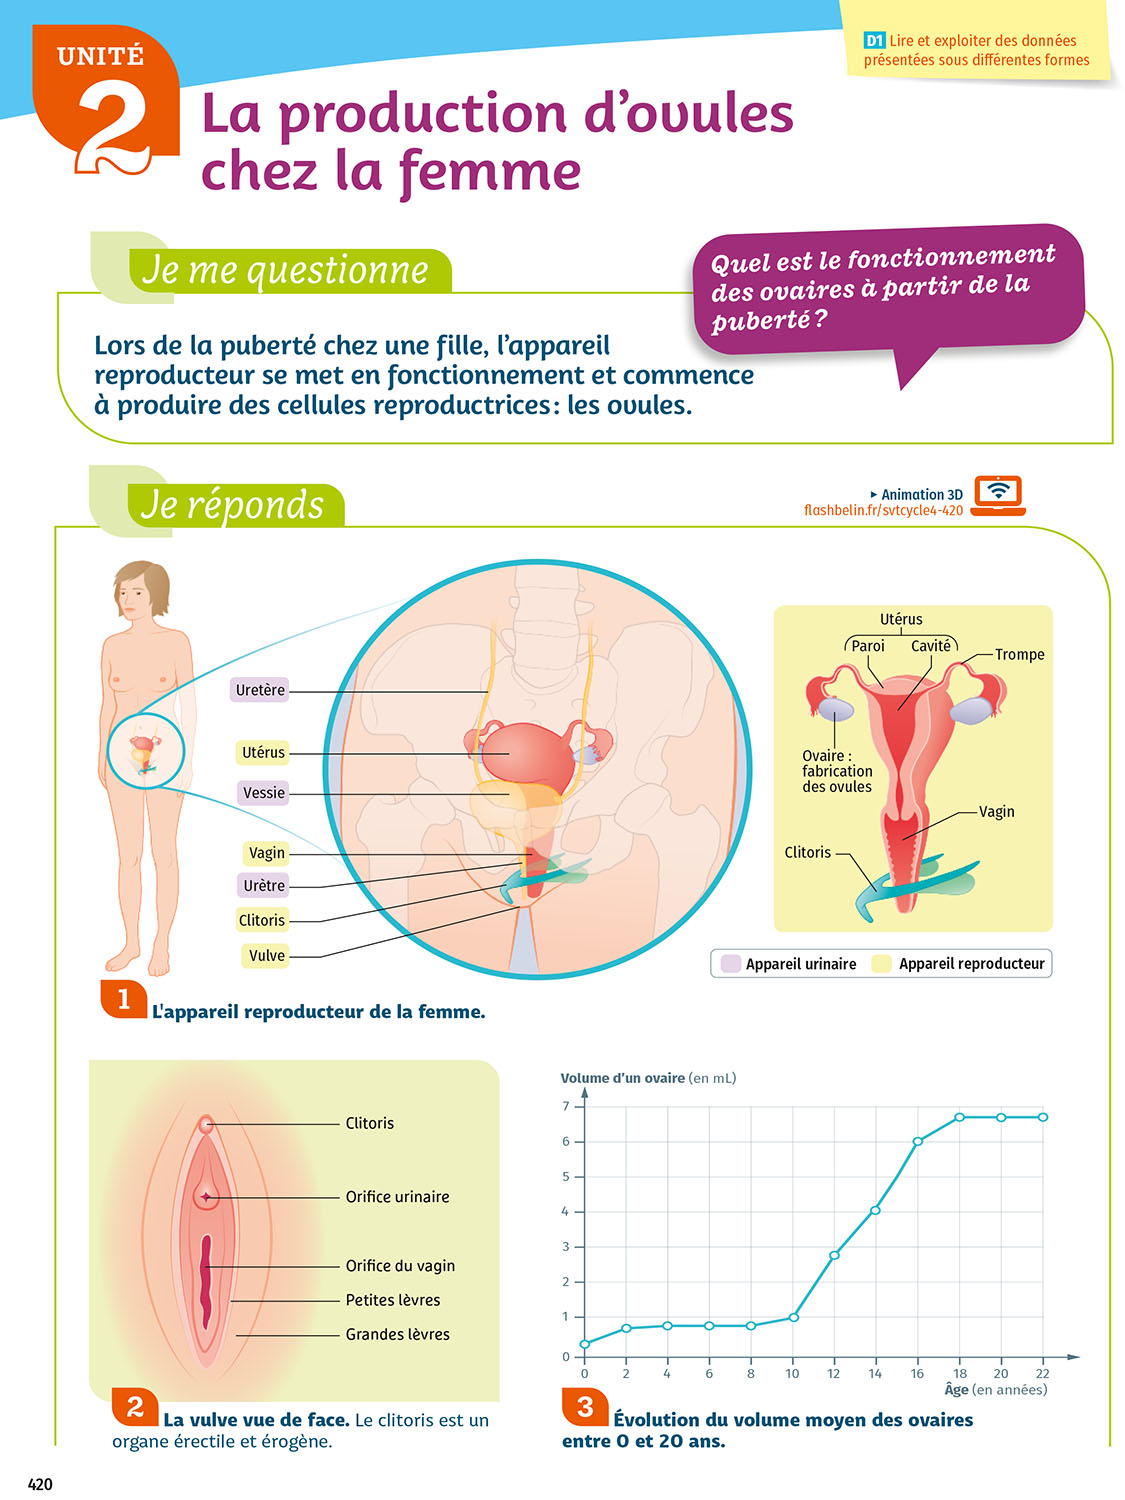 UNITÉ
2
D1 Lire et exploiter des données
présentées sous différentes formes
La production d’ovules
chez la femme
Je me questionne
Quel est le fonctionnement
des ovaires à partir de la
puberté ?
Lors de la puberté chez une fille, l’appareil
reproducteur se met en fonctionnement et commence
à produire des cellules reproductrices : les ovules.
Je réponds
▸ Animation 3D
flashbelin.fr/svtcycle4-420
Uretère
Utérus
Vessie
Vagin
Urètre
Clitoris
Vulve
Utérus
Paroi
Cavité
Trompe
Ovaire :
fabrication
des ovules
Vagin
Clitoris
Appareil urinaire
Appareil reproducteur
1 L'appareil reproducteur de la femme.
Clitoris
Orifice urinaire
Orifice du vagin
Petites lèvres
Grandes lèvres
2 La vulve vue de face. Le clitoris est un
organe érectile et érogène.
Volume d’un ovaire (en mL)
7
6
5
4
3
2
1
0
0 2 4 6 8 10 12 14 16 18 20 22
Âge (en années)
3 Évolution du volume moyen des ovaires
entre 0 et 20 ans.
420